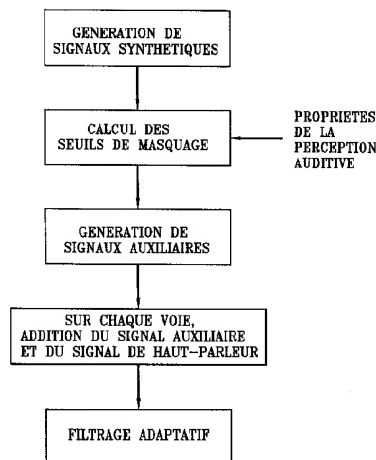 GENERATION DE
SIGNAUX SYNTHETIQUES
CALCUL DES
SEUILS DE MASQUAGE
PROPRIETES
DE LA
PERCEPTION
AUDITIVE
GENERATION DE
SIGNAUX AUXILIAIRES
SUR CHAQUE VOIE,
ADDITION DU SIGNAL AUXILIAIRE
ET DU SIGNAL DE HAUT-PARLEUR
FILTRAGE ADAPTATIF